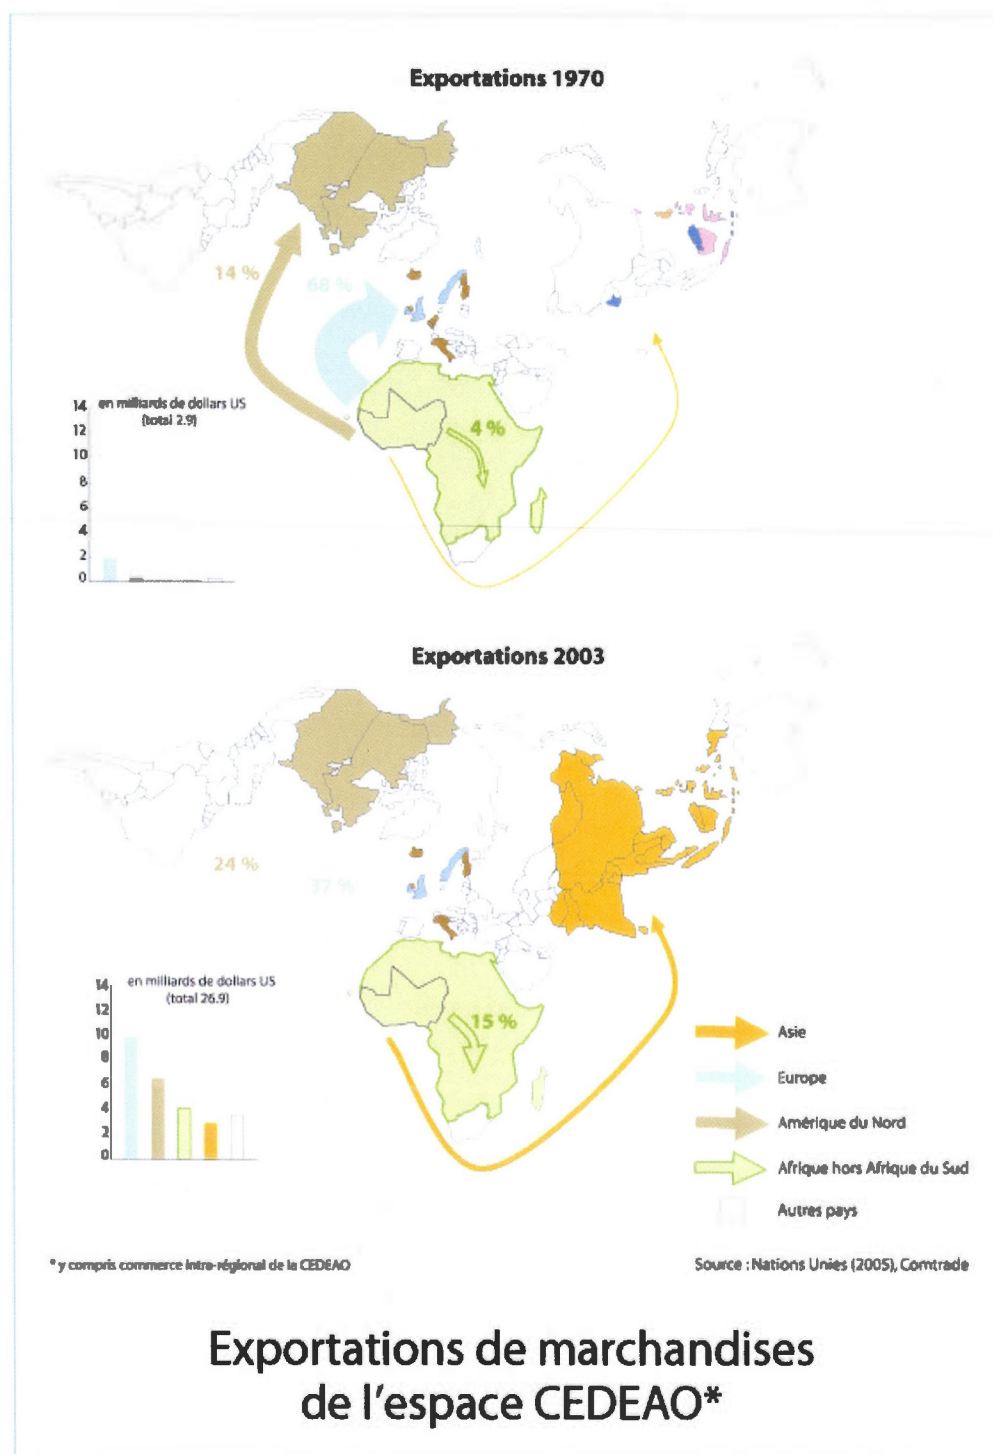 Exportations 1970
14 %
68 %
4 %
en milliards de dollars US
(total 2.9)
14
12
10
8
6
4
2
0
Exportations 2003
24 %
37 %
15 %
en milliards de dollars US
(total 26.9)
14
12
10
8
6
4
2
0
Asie
Europe
Amérique du Nord
Afrique hors Afrique du Sud
Autres pays
* y compris commerce intra-régional de la CEDEAO
Source : Nations Unies (2005), Comtrade
Exportations de marchandises
de l'espace CEDEAO*